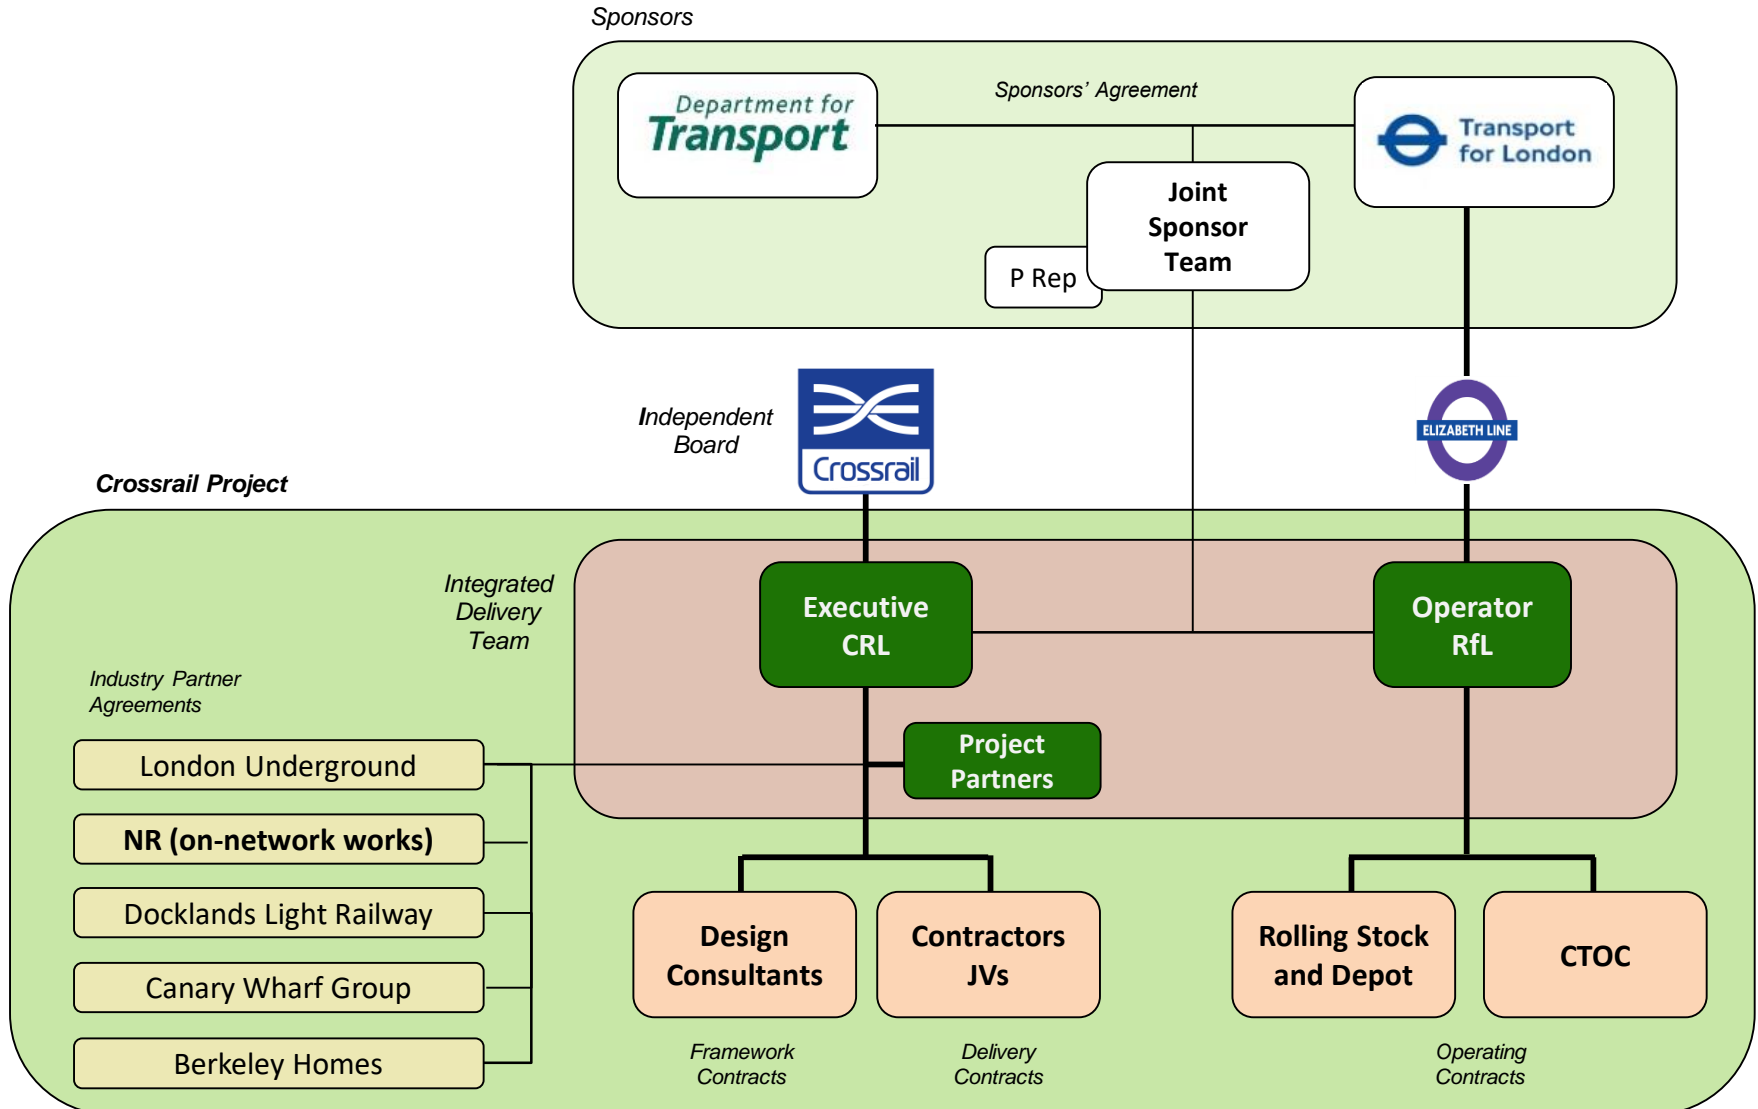 Sponsors
Department for
Transport
Sponsors' Agreement
Transport
for London
Joint
Sponsor
Team
P Rep
Independent
Board
Crossrail
ELIZABETH LINE
Crossrail Project
Integrated
Delivery
Team
Executive
CRL
Operator
RfL
Industry Partner
Agreements
Project
Partners
London Underground
NR (on-network works)
Docklands Light Railway
Canary Wharf Group
Berkeley Homes
Design
Consultants
Contractors
JVs
Rolling Stock
and Depot
CTOC
Framework
Contracts
Delivery
Contracts
Operating
Contracts